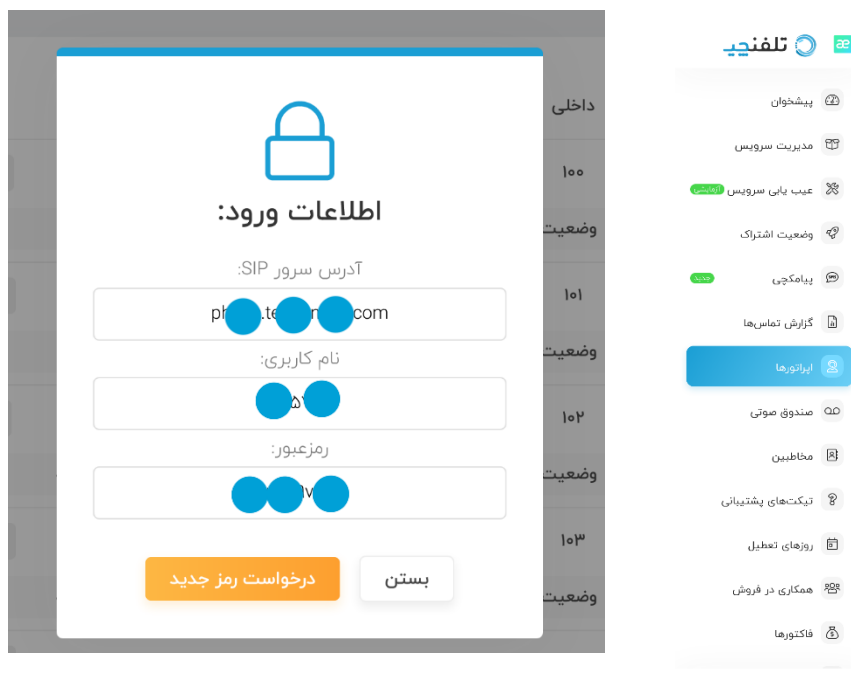 تلفنچی
پیشخوان
مدیریت سرویس
عیب یابی سرویس آزمایشی
وضعیت اشتراک
پیامکچی جدید
گزارش تماس‌ها
اپراتورها
صندوق صوتی
مخاطبین
تیکت‌های پشتیبانی
روزهای تعطیل
همکاری در فروش
فاکتورها
داخلی
۱۰۰
وضعیت
۱۰۱
وضعیت
۱۰۲
وضعیت
۱۰۳
وضعیت
اطلاعات ورود:
آدرس سرور SIP:
com
نام کاربری:
رمزعبور:
بستن
درخواست رمز جدید